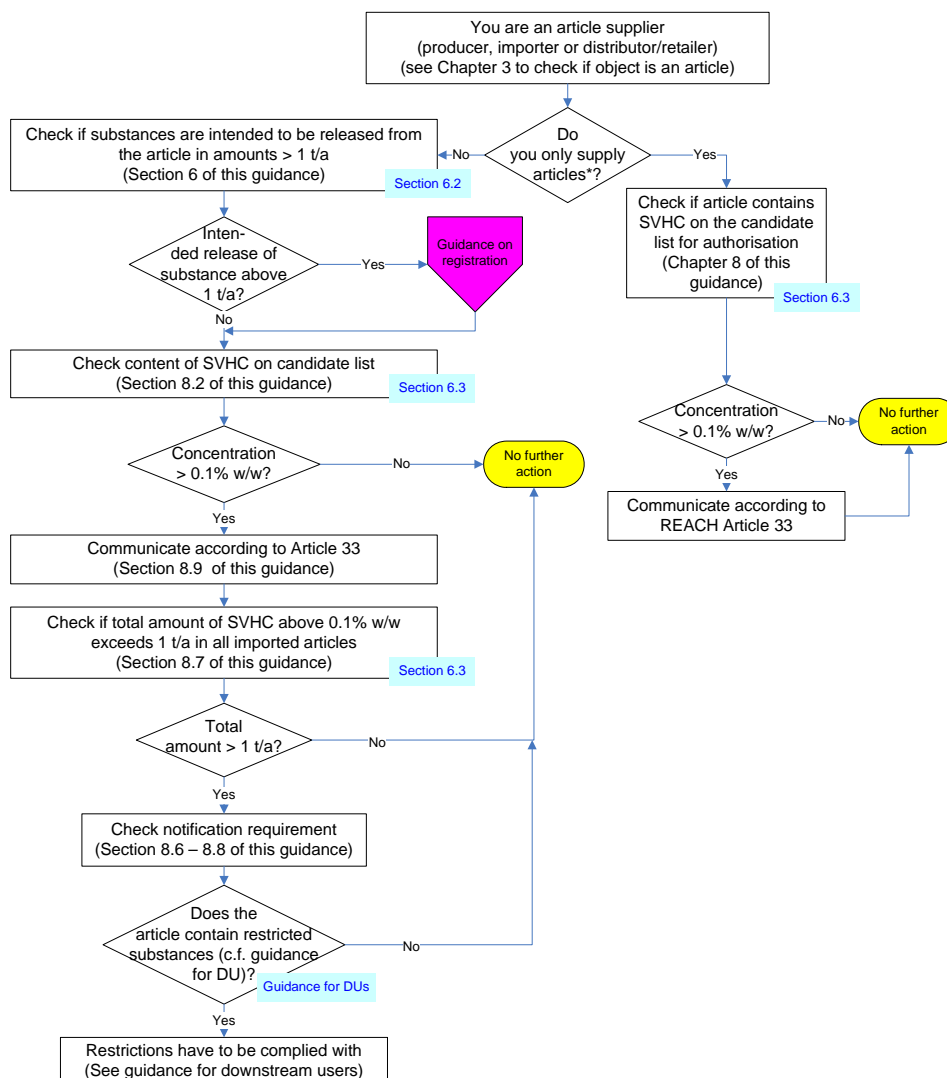 You are an article supplier
(producer, importer or distributor/retailer)
(see Chapter 3 to check if object is an article)
Do
you only supply
articles*?
No
Yes
Check if substances are intended to be released from
the article in amounts > 1 t/a
(Section 6 of this guidance)
Section 6.2
Check if article contains
SVHC on the candidate
list for authorisation
(Chapter 8 of this
guidance)
Section 6.3
Inten-
ded release of
substance above
1 t/a?
Yes
No
Guidance on
registration
Check content of SVHC on candidate list
(Section 8.2 of this guidance)
Section 6.3
Concentration
> 0.1% w/w?
No
Yes
No further
action
Concentration
> 0.1% w/w?
No
Yes
No further
action
Communicate according to
REACH Article 33
Communicate according to Article 33
(Section 8.9 of this guidance)
Check if total amount of SVHC above 0.1% w/w
exceeds 1 t/a in all imported articles
(Section 8.7 of this guidance)
Section 6.3
Total
amount > 1 t/a?
No
Yes
Check notification requirement
(Section 8.6 – 8.8 of this guidance)
Does the
article contain restricted
substances (c.f. guidance
for DU)?
Guidance for DUs
No
Yes
Restrictions have to be complied with
(See guidance for downstream users)